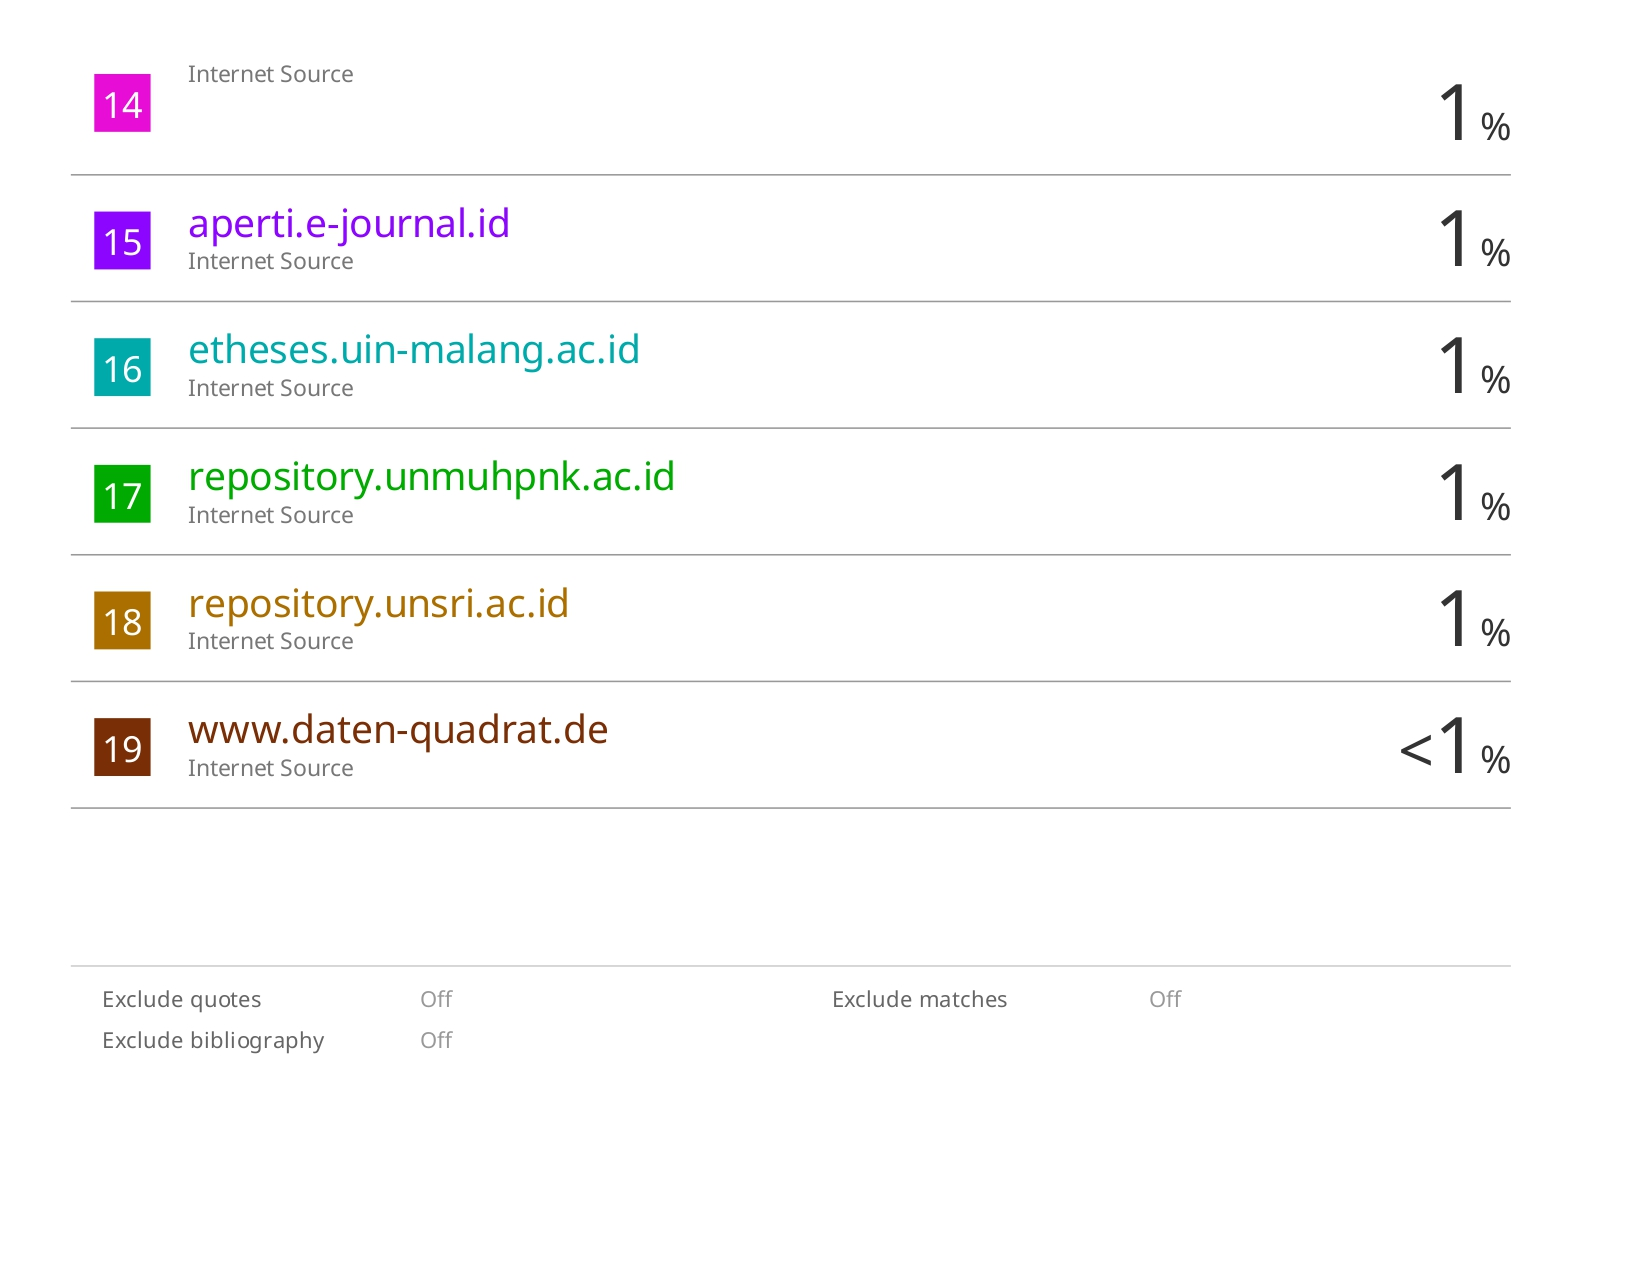 14
Internet Source
1%
15
aperti.e-journal.id
Internet Source
1%
16
etheses.uin-malang.ac.id
Internet Source
1%
17
repository.unmuhpnk.ac.id
Internet Source
1%
18
repository.unsri.ac.id
Internet Source
1%
19
www.daten-quadrat.de
Internet Source
<1%
Exclude quotes Off Exclude matches Off
Exclude bibliography Off